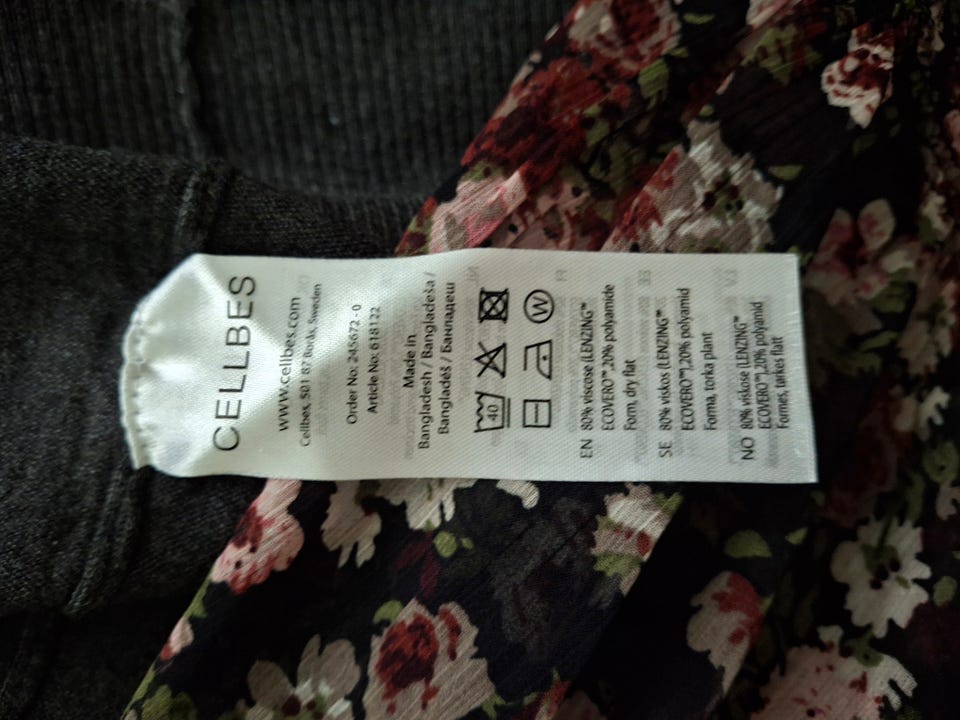 CELLBES
www.cellbes.com
Cellbes, 501 87 Borås, Sweden
Order No: 245672-0
Article No: 618122
Made in
Bangladesh / Bangladeša /
Bangladeš / Бангладеш
40
W
EN 80% viscose (LENZING™
ECOVERO™,20% polyamide
Form, dry flat
SE 80% viskos (LENZING™
ECOVERO™,20% polyamid
Forma, torka plant
NO 80% viskose (LENZING™
ECOVERO™,20% polyamid
Formes, tørkes flatt